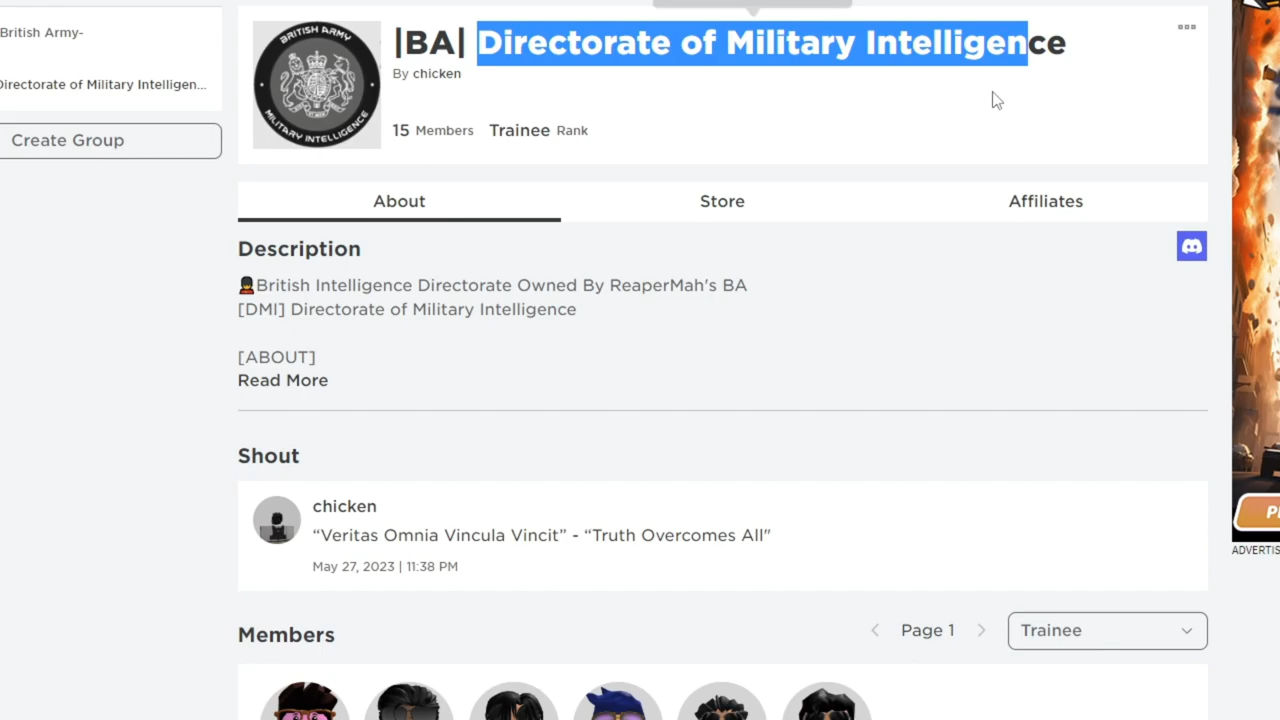 British Army-
Directorate of Military Intelligen...
Create Group
BRITISH ARMY
MILITARY INTELLIGENCE
|BA| Directorate of Military Intelligence
By chicken
15 Members Trainee Rank
About Store Affiliates
Description
British Intelligence Directorate Owned By ReaperMah's BA
[DMI] Directorate of Military Intelligence
[ABOUT]
Read More
Shout
chicken
“Veritas Omnia Vincula Vincit” - “Truth Overcomes All"
May 27, 2023 | 11:38 PM
Members
Page 1
Trainee